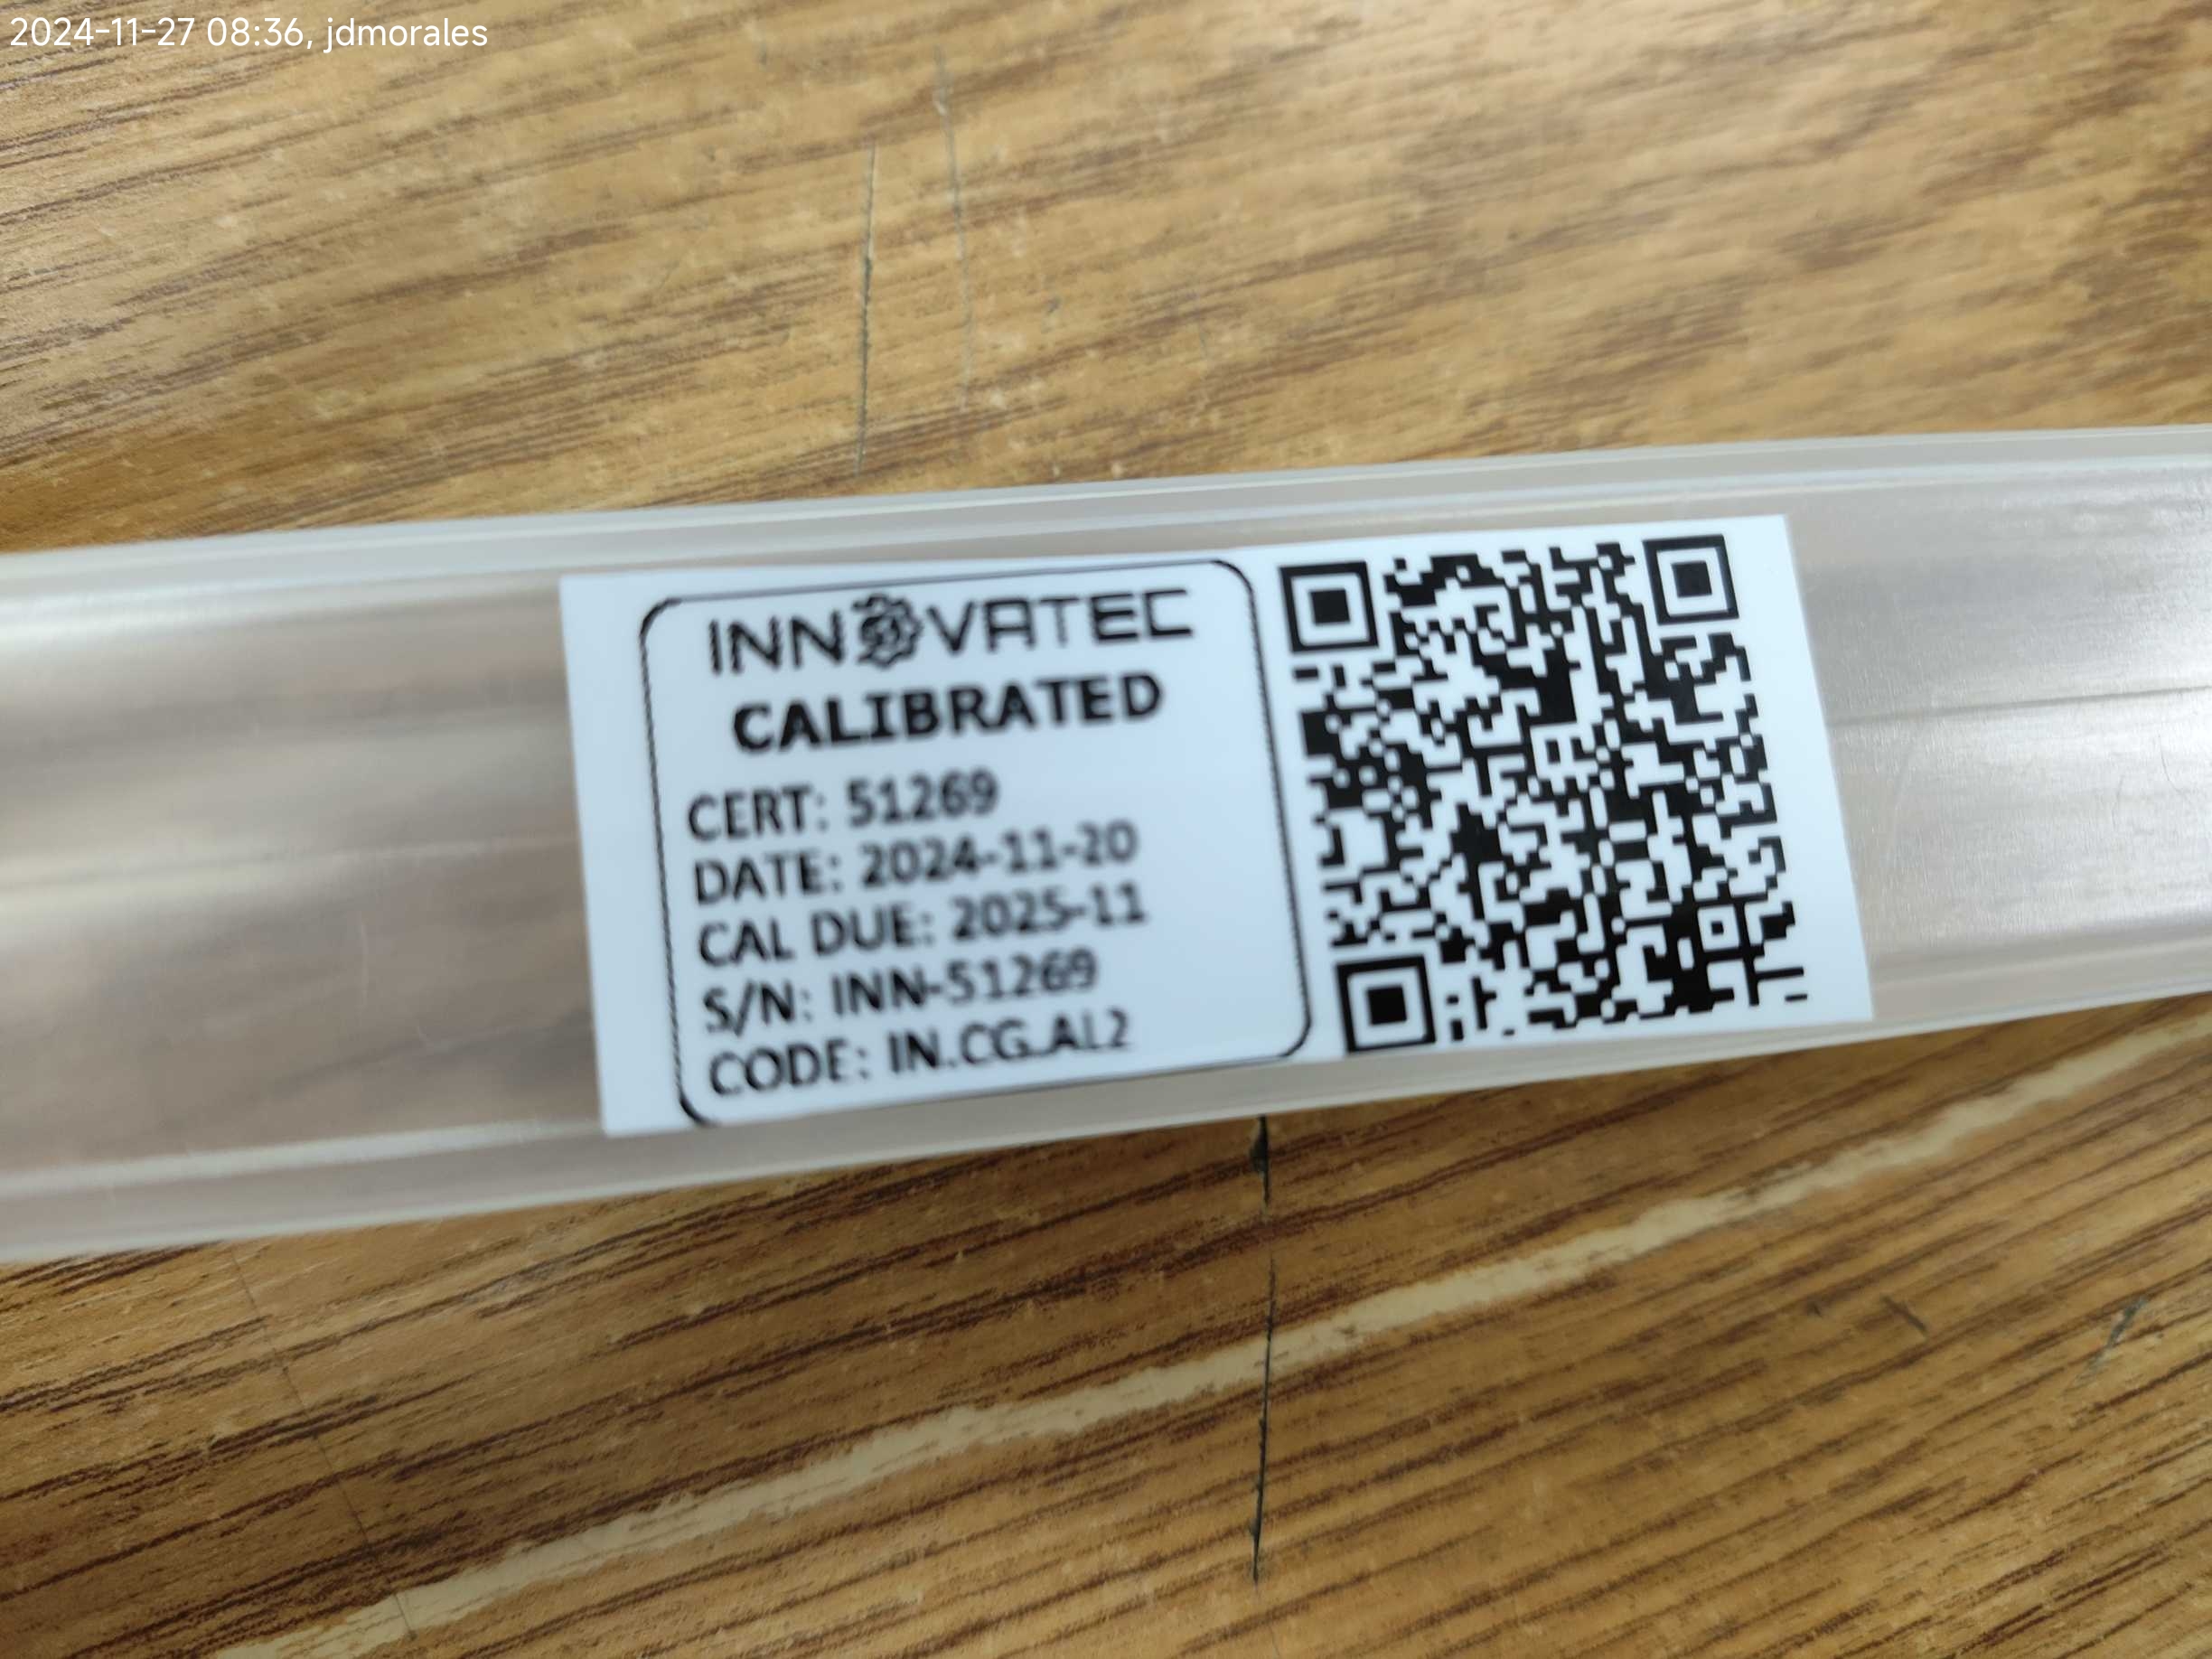 2024-11-27 08:36, jdmorales
INNOVATEC
CALIBRATED
CERT: 51269
DATE: 2024-11-20
CAL DUE: 2025-11
S/N: INN-51269
CODE: IN.CG.AL2